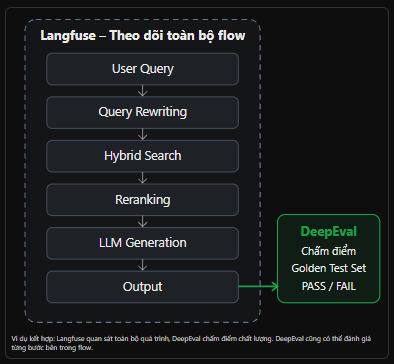 Langfuse – Theo dõi toàn bộ flow
User Query
Query Rewriting
Hybrid Search
Reranking
LLM Generation
Output
DeepEval
Chấm điểm
Golden Test Set
PASS / FAIL
Ví dụ kết hợp: Langfuse quan sát toàn bộ quá trình, DeepEval chấm điểm chất lượng. DeepEval cũng có thể đánh giá
từng bước bên trong flow.